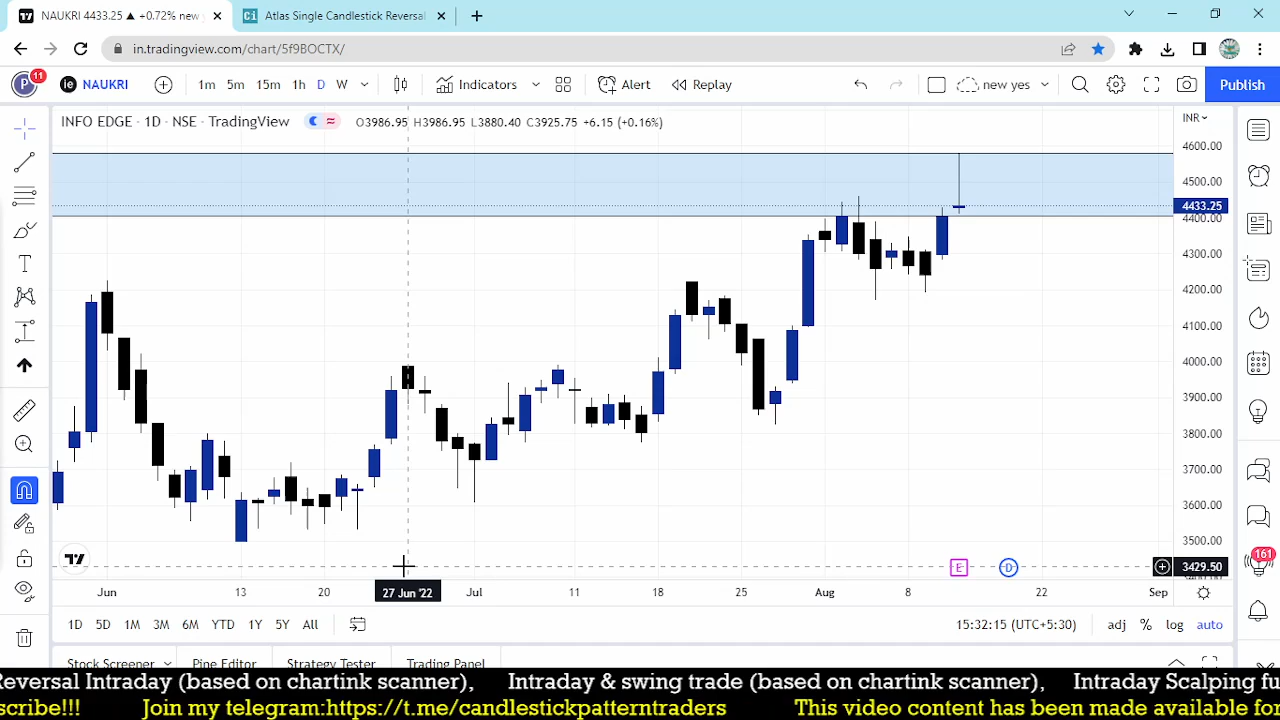 NAUKRI 4433.25 ▲ +0.72% new
Atlas Single Candlestick Reversal
in.tradingview.com/chart/5f9BOCTX/
P 11 ie NAUKRI 1m 5m 15m 1h D W Indicators Alert Replay new yes Publish
INFO EDGE · 1D · NSE · TradingView O3986.95 H3986.95 L3880.40 C3925.75 +6.15 (+0.16%) INR
4600.00
4500.00
4433.25
4400.00
4300.00
4200.00
4100.00
4000.00
3900.00
3800.00
3700.00
3600.00
3500.00
E D 3429.50 161
Jun 13 20 27 Jun '22 Jul 11 18 25 Aug 8 22 Sep
1D 5D 1M 3M 6M YTD 1Y 5Y All 15:32:15 (UTC+5:30) adj % log auto
Stock Screener Pine Editor Strategy Tester Trading Panel
Reversal Intraday (based on chartink scanner), Intraday & swing trade (based on chartink scanner), Intraday Scalping fu
scribe!!! Join my telegram:https://t.me/candlestickpatterntraders This video content has been made available for